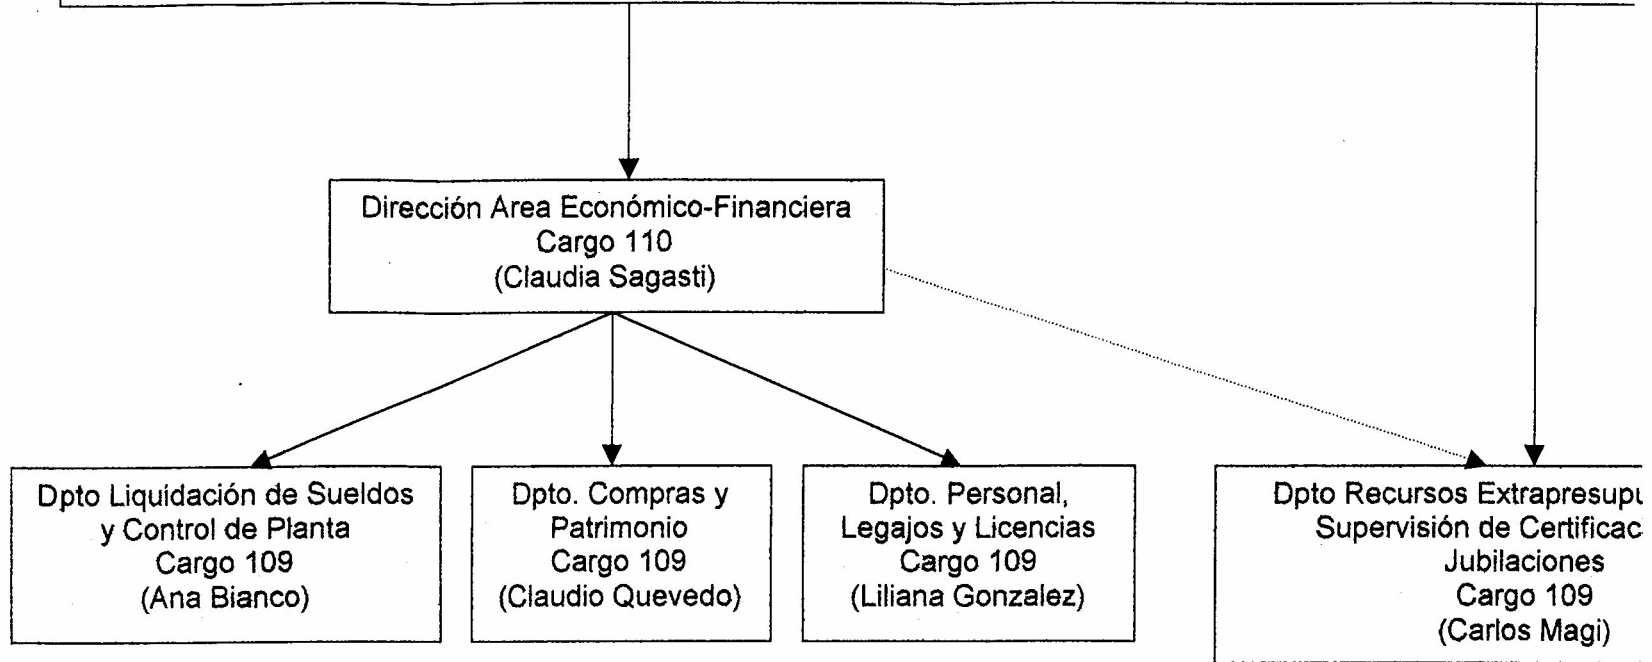 Dirección Area Económico-Financiera
Cargo 110
(Claudia Sagasti)
Dpto Liquidación de Sueldos
y Control de Planta
Cargo 109
(Ana Bianco)
Dpto. Compras y
Patrimonio
Cargo 109
(Claudio Quevedo)
Dpto. Personal,
Legajos y Licencias
Cargo 109
(Liliana Gonzalez)
Dpto Recursos
Supervisión de
Jubilaciones
Cargo 109
(Carlos Magi)